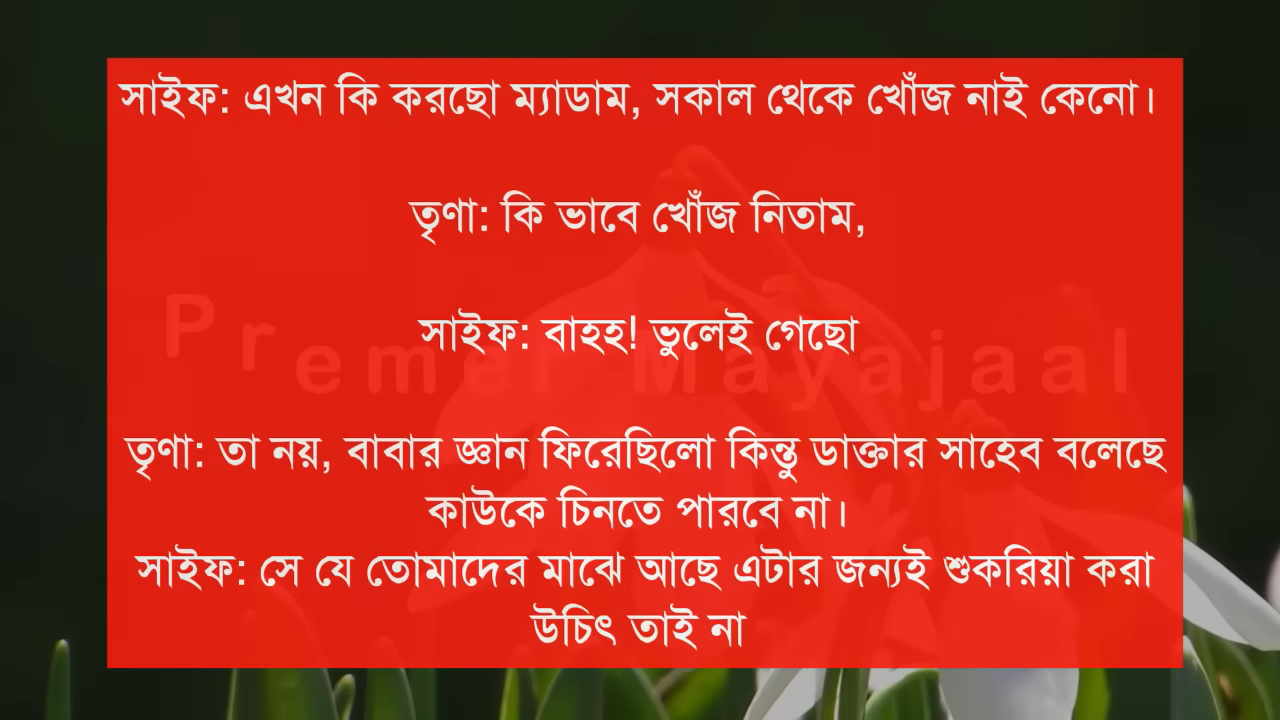 সাইফ: এখন কি করছো ম্যাডাম, সকাল থেকে খোঁজ নাই কেনো।
তৃণা: কি ভাবে খোঁজ নিতাম,
সাইফ: বাহহ! ভুলেই গেছো
Premer Mayajaal
তৃণা: তা নয়, বাবার জ্ঞান ফিরেছিলো কিন্তু ডাক্তার সাহেব বলেছে
কাউকে চিনতে পারবে না।
সাইফ: সে যে তোমাদের মাঝে আছে এটার জন্যই শুকরিয়া করা
উচিৎ তাই না